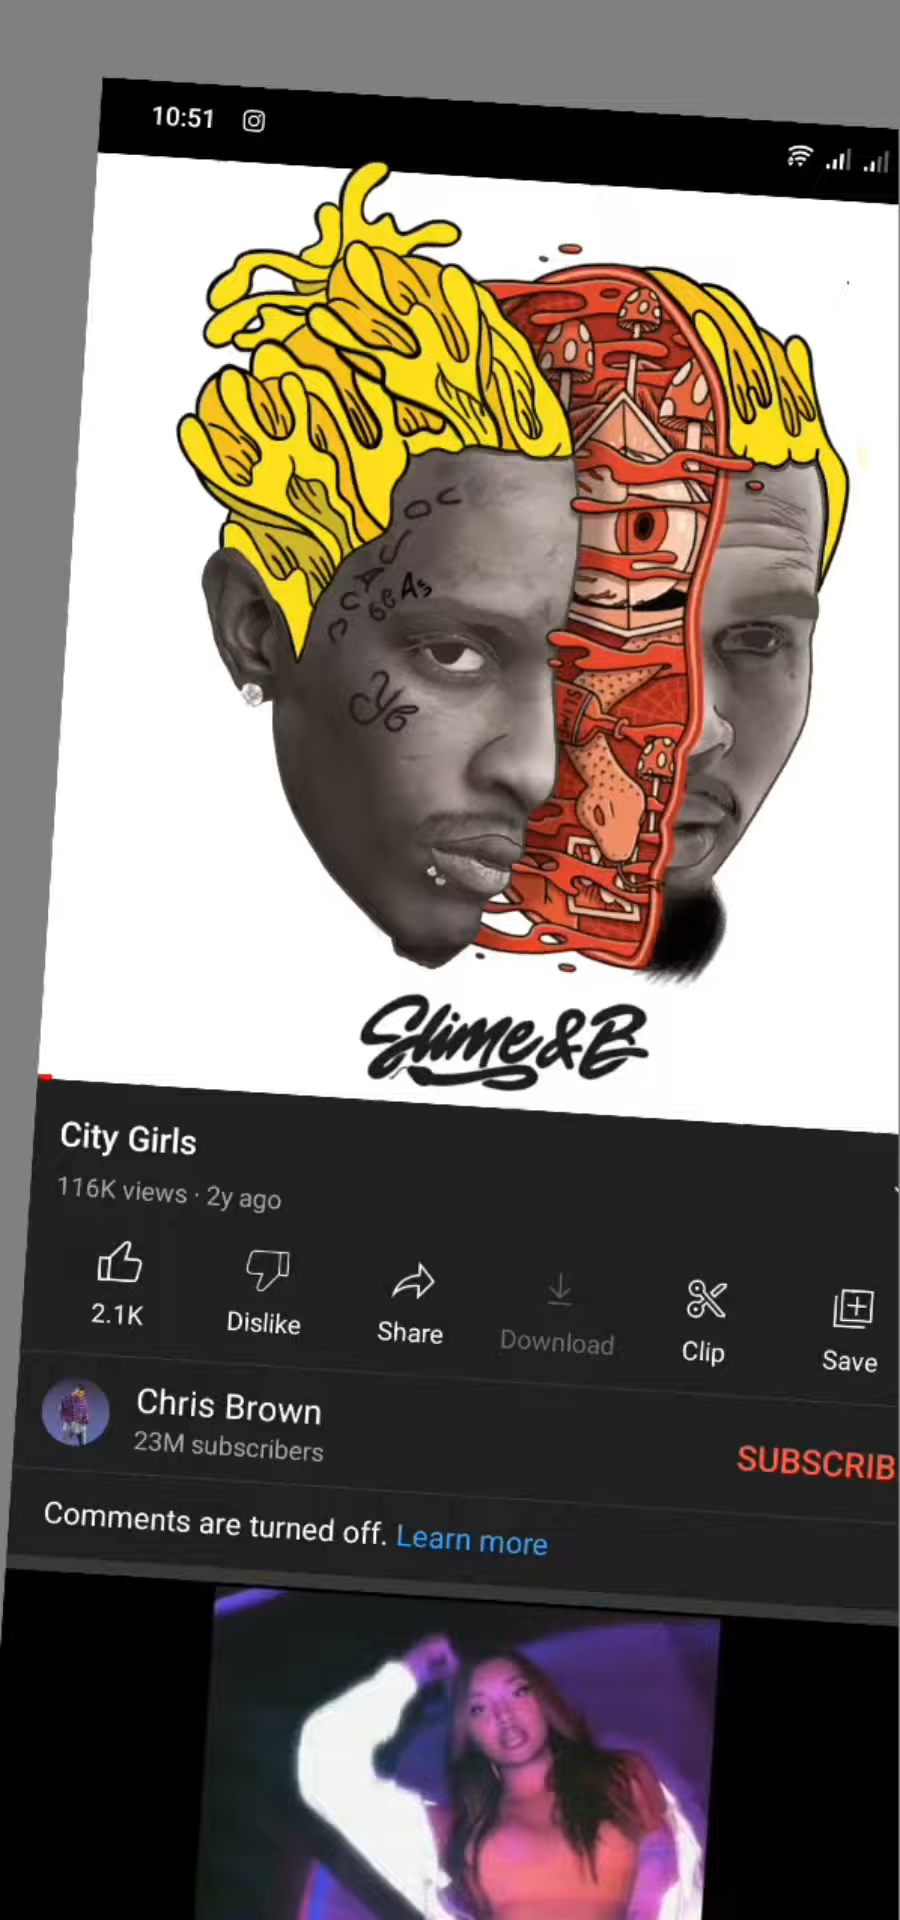 10:51
SLIME
Slime&B
City Girls
116K views · 2y ago
2.1K
Dislike
Share
Download
Clip
Save
Chris Brown
23M subscribers
SUBSCRIB
Comments are turned off. Learn more